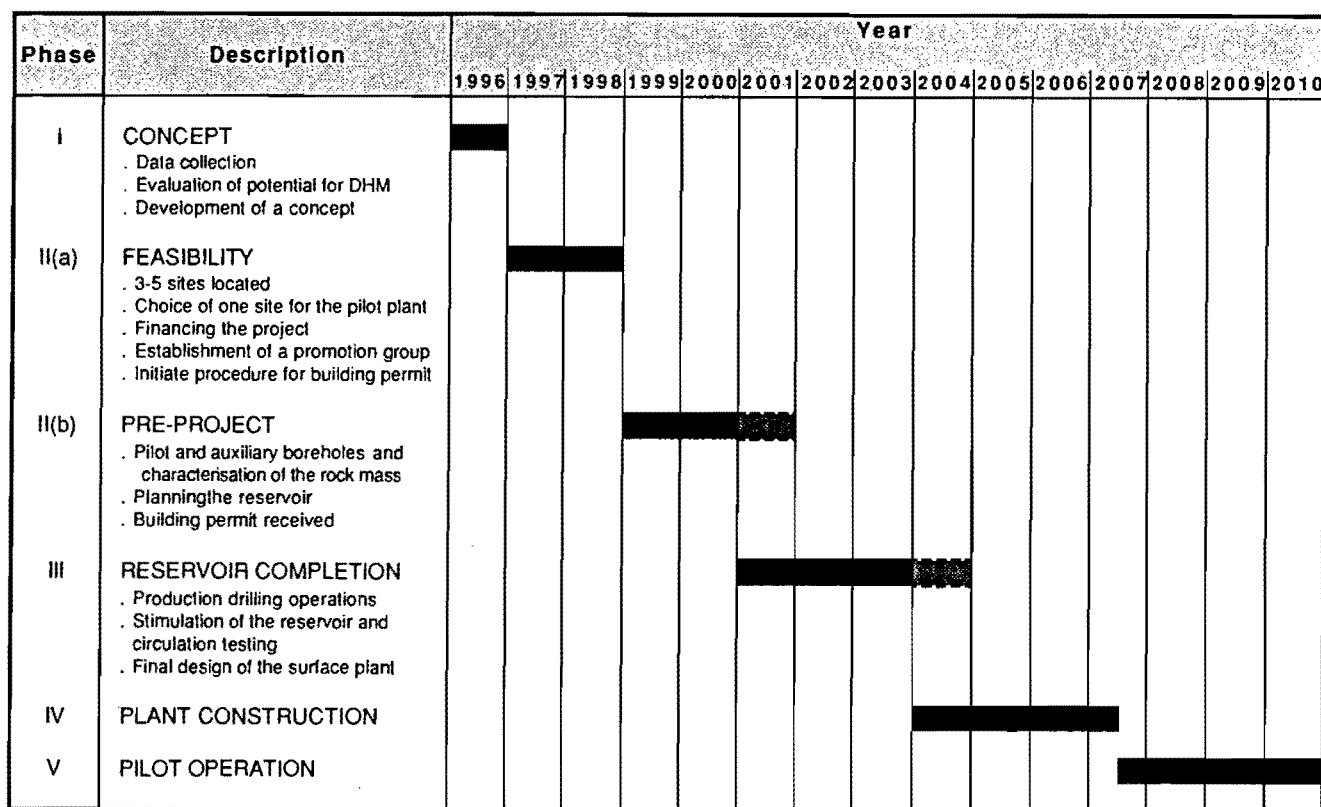 Phase Description Year
1996 1997 1998 1999 2000 2001 2002 2003 2004 2005 2006 2007 2008 2009 2010
I CONCEPT
. Data collection
. Evaluation of potential for DHM
. Development of a concept
II(a) FEASIBILITY
. 3-5 sites located
. Choice of one site for the pilot plant
. Financing the project
. Establishment of a promotion group
. Initiate procedure for building permit
II(b) PRE-PROJECT
. Pilot and auxiliary boreholes and
characterisation of the rock mass
. Planningthe reservoir
. Building permit received
III RESERVOIR COMPLETION
. Production drilling operations
. Stimulation of the reservoir and
circulation testing
. Final design of the surface plant
IV PLANT CONSTRUCTION
V PILOT OPERATION